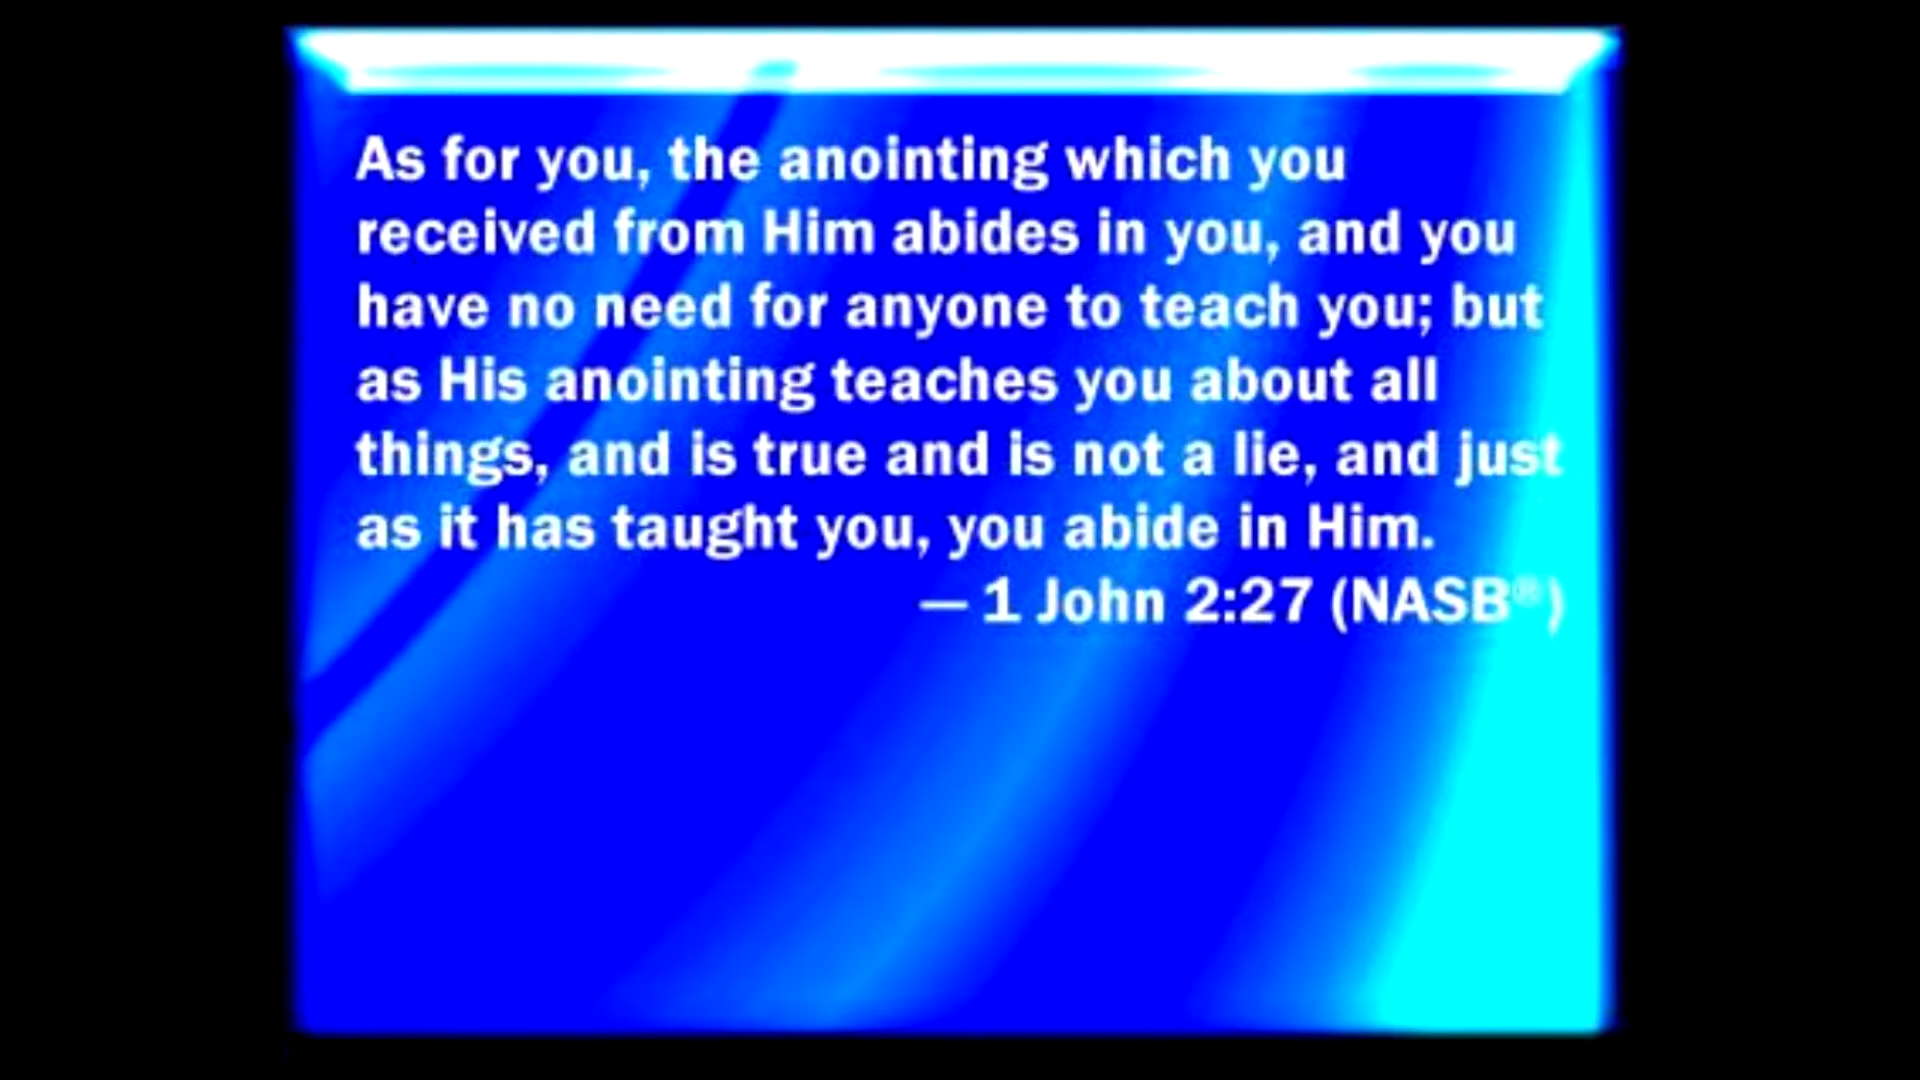 As for you, the anointing which you
received from Him abides in you, and you
have no need for anyone to teach you; but
as His anointing teaches you about all
things, and is true and is not a lie, and just
as it has taught you, you abide in Him.
— 1 John 2:27 (NASB®)